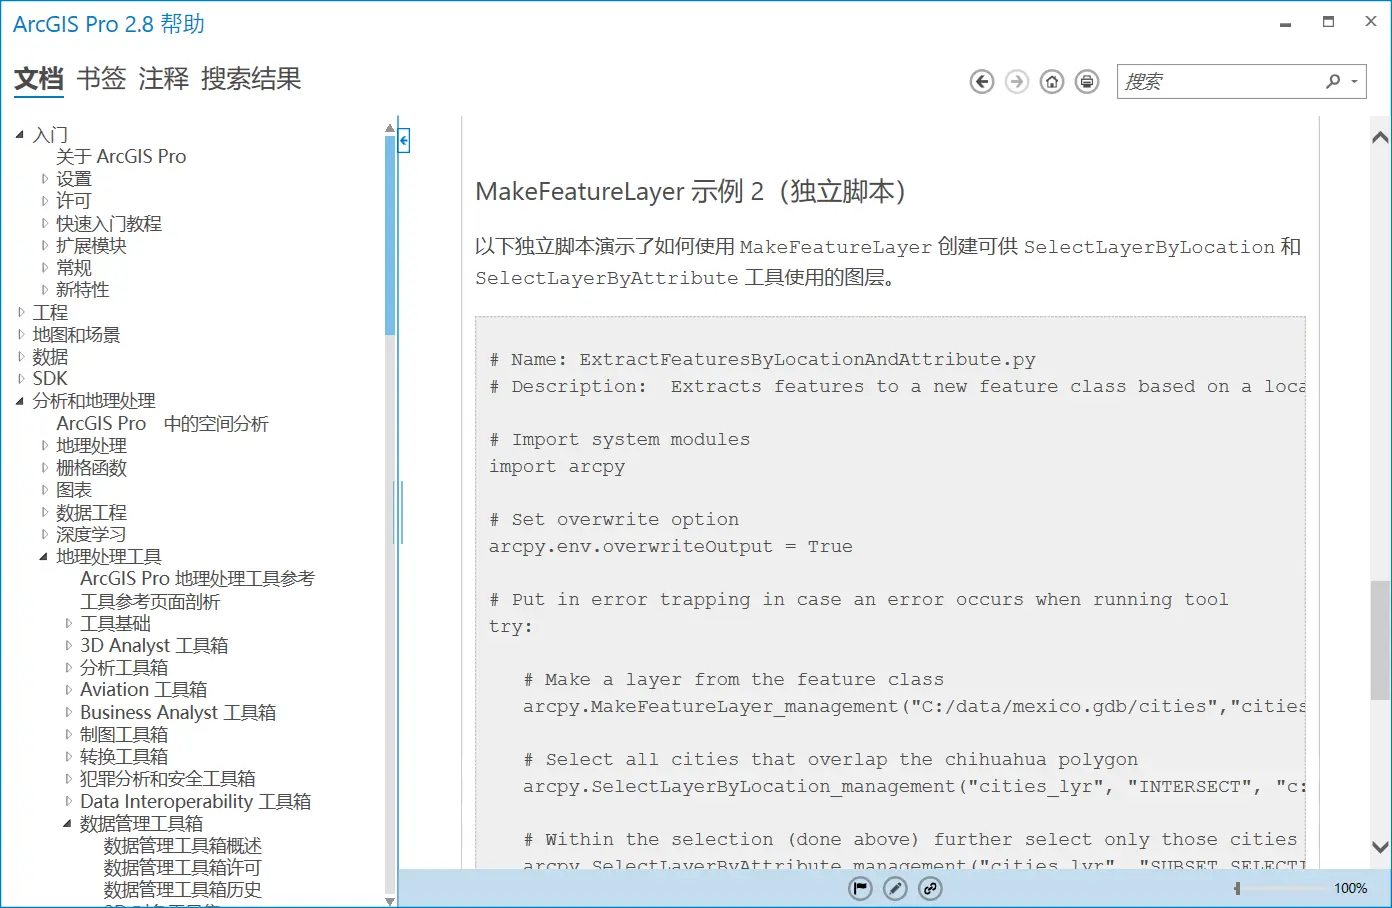 ArcGIS Pro 2.8 帮助
文档 书签 注释 搜索结果
搜索
入门
关于 ArcGIS Pro
设置
许可
快速入门教程
扩展模块
常规
新特性
工程
地图和场景
数据
SDK
分析和地理处理
ArcGIS Pro 中的空间分析
地理处理
栅格函数
图表
数据工程
深度学习
地理处理工具
ArcGIS Pro 地理处理工具参考
工具参考页面剖析
工具基础
3D Analyst 工具箱
分析工具箱
Aviation 工具箱
Business Analyst 工具箱
制图工具箱
转换工具箱
犯罪分析和安全工具箱
Data Interoperability 工具箱
数据管理工具箱
数据管理工具箱概述
数据管理工具箱许可
数据管理工具箱历史
MakeFeatureLayer 示例 2（独立脚本）
以下独立脚本演示了如何使用 MakeFeatureLayer 创建可供 SelectLayerByLocation 和
SelectLayerByAttribute 工具使用的图层。
# Name: ExtractFeaturesByLocationAndAttribute.py
# Description:  Extracts features to a new feature class based on a loca
# Import system modules
import arcpy
# Set overwrite option
arcpy.env.overwriteOutput = True
# Put in error trapping in case an error occurs when running tool
try:
# Make a layer from the feature class
arcpy.MakeFeatureLayer_management("C:/data/mexico.gdb/cities","cities
# Select all cities that overlap the chihuahua polygon
arcpy.SelectLayerByLocation_management("cities_lyr", "INTERSECT", "c:
# Within the selection (done above) further select only those cities
arcpy.SelectLayerByAttribute_management("cities_lyr", "SUBSET_SELECTI
100%